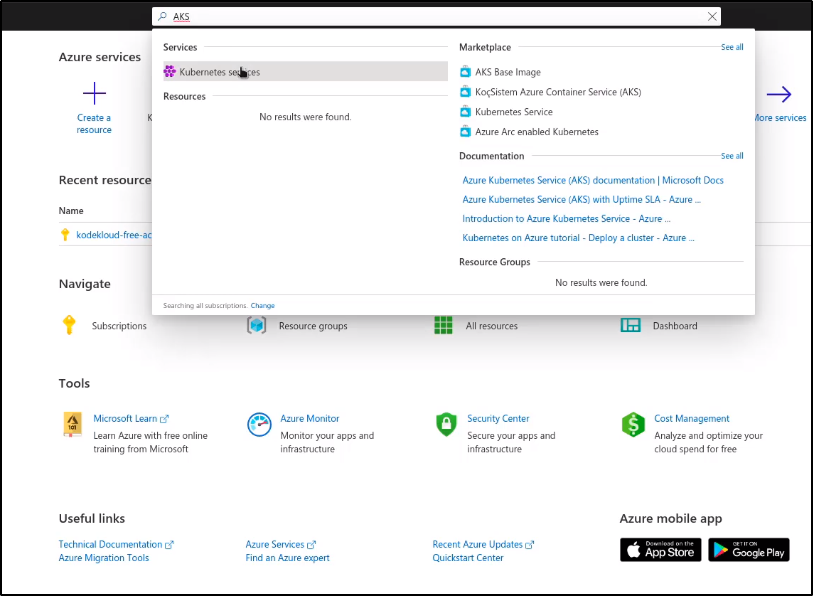 AKS
Services
Kubernetes services
Resources
No results were found.
Marketplace
See all
AKS Base Image
KoçSistem Azure Container Service (AKS)
Kubernetes Service
Azure Arc enabled Kubernetes
Documentation
See all
Azure Kubernetes Service (AKS) documentation | Microsoft Docs
Azure Kubernetes Service (AKS) with Uptime SLA - Azure ...
Introduction to Azure Kubernetes Service - Azure ...
Kubernetes on Azure tutorial - Deploy a cluster - Azure ...
Resource Groups
No results were found.
Searching all subscriptions. Change
Azure services
Create a
resource
K
More services
Recent resource
Name
kodekloud-free-ac
Navigate
Subscriptions
Resource groups
All resources
Dashboard
Tools
Microsoft Learn
Learn Azure with free online
training from Microsoft
Azure Monitor
Monitor your apps and
infrastructure
Security Center
Secure your apps and
infrastructure
Cost Management
Analyze and optimize your
cloud spend for free
Useful links
Technical Documentation
Azure Migration Tools
Azure Services
Find an Azure expert
Recent Azure Updates
Quickstart Center
Azure mobile app
Download on the
App Store
GET IT ON
Google Play
101